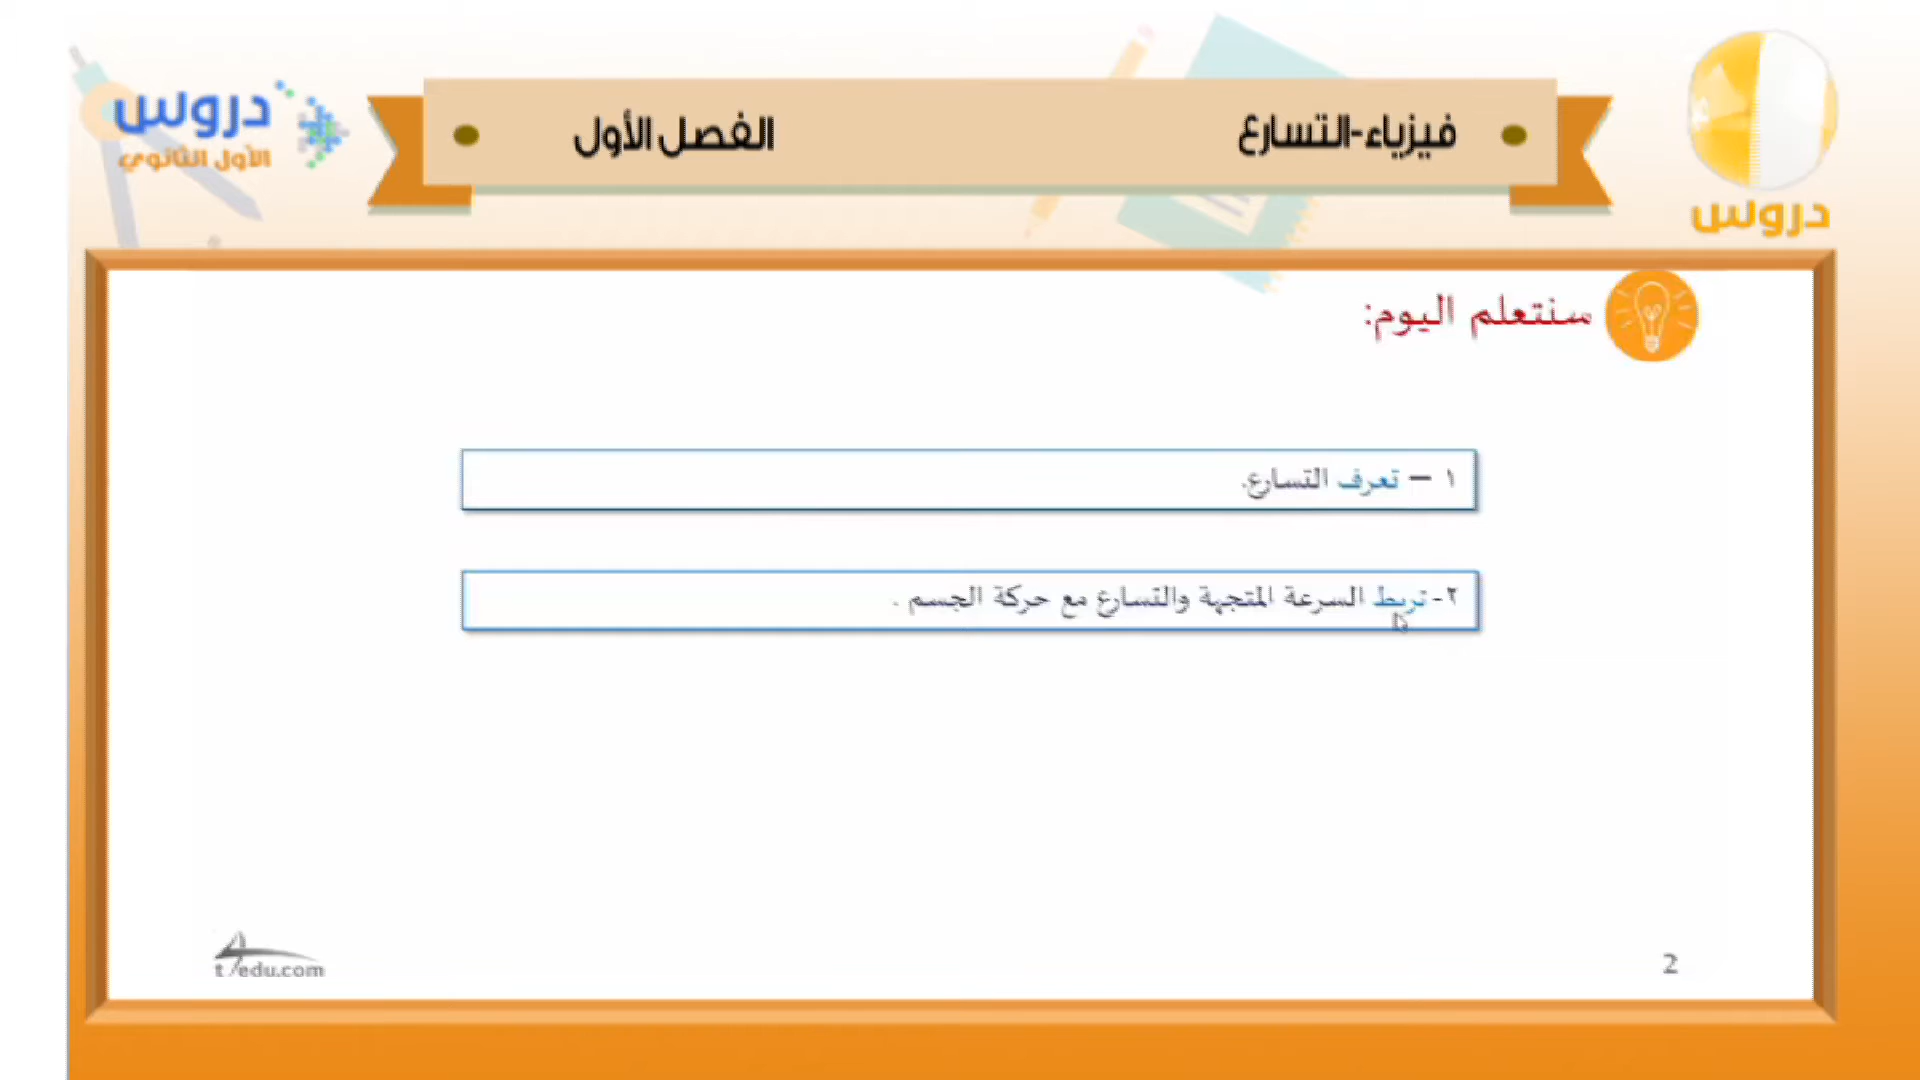 فيزياء-التسارع
الفصل الأول
دروس
الأول الثانوي
دروس
سنتعلم اليوم:
١ – تعرف التسارع.
٢- تربط السرعة المتجهة والتسارع مع حركة الجسم .
t4edu.com
2